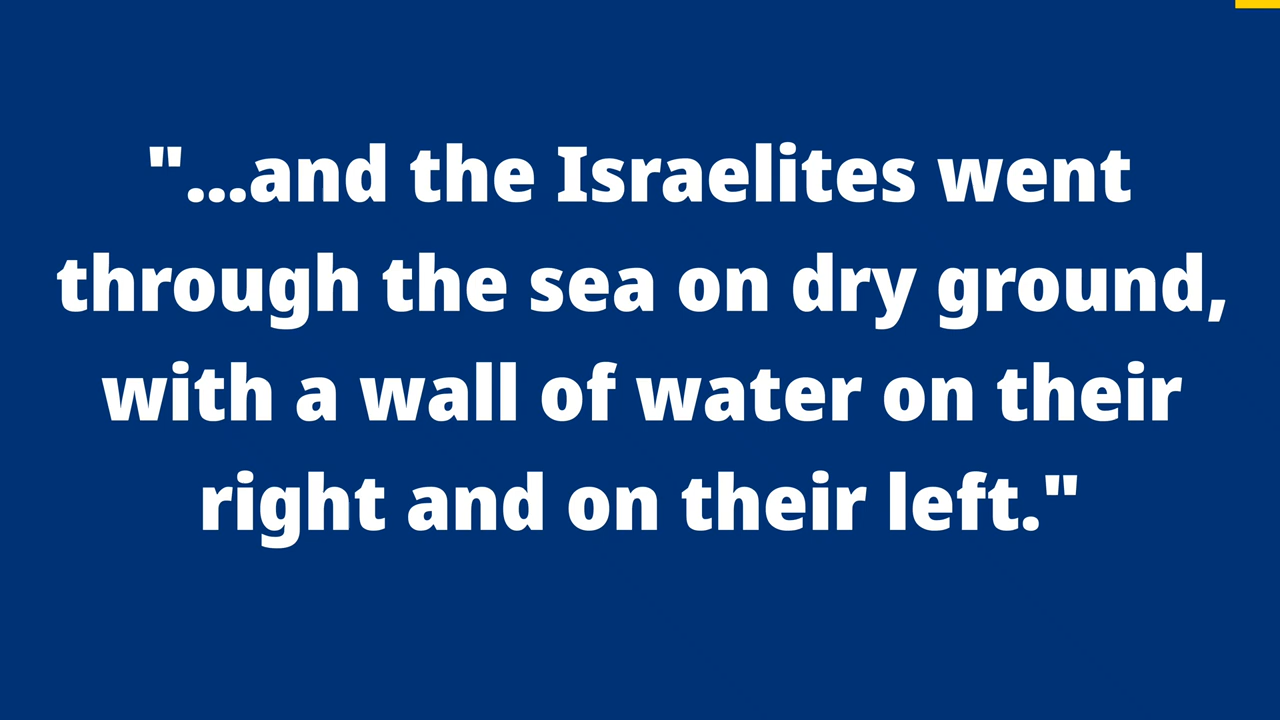 "...and the Israelites went
through the sea on dry ground,
with a wall of water on their
right and on their left."